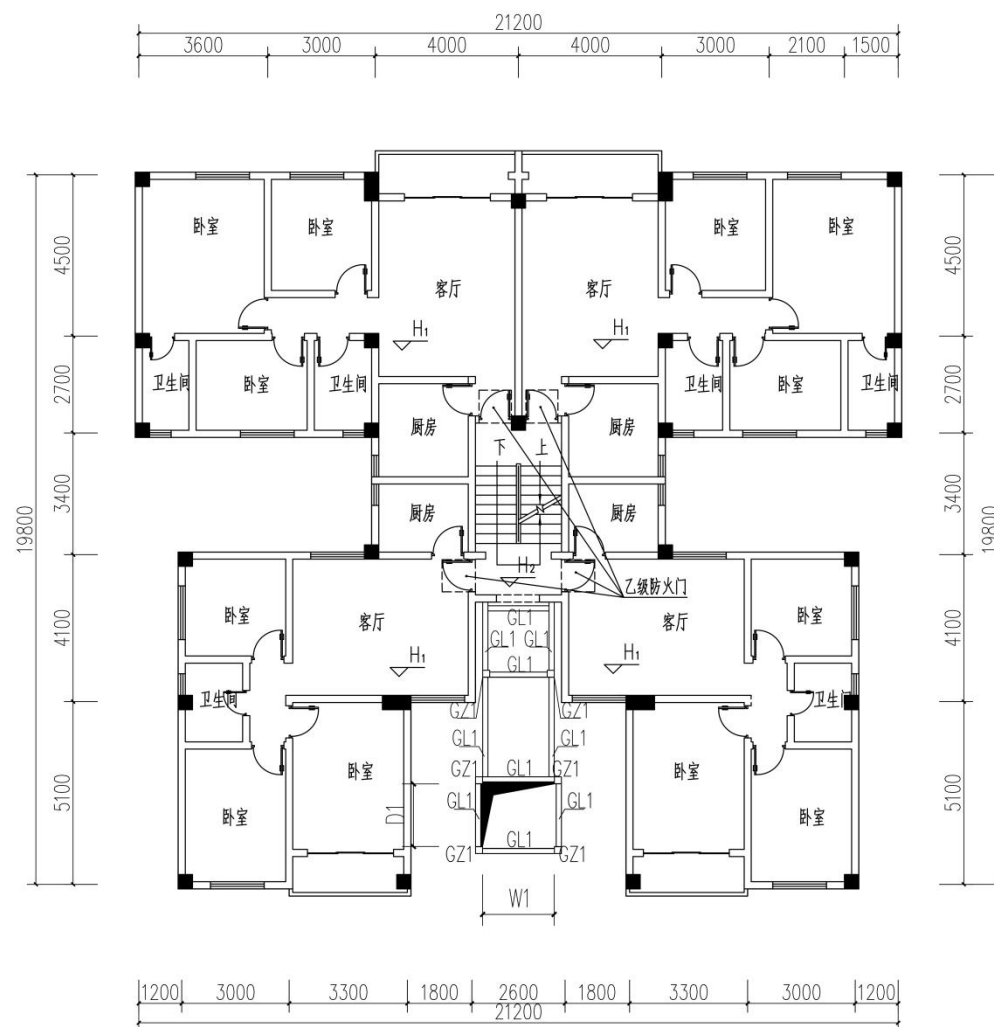 21200
3600 3000 4000 4000 3000 2100 1500
卧室 卧室 卧室 卧室
客厅 客厅
4500 4500
H₁ H₁
2700 2700
卫生间 卧室 卫生间 卫生间 卧室 卫生间
厨房 厨房
下 上
3400 3400
厨房 厨房
19800 19800
H₂ 乙级防火门
4100 4100
卧室 客厅 客厅 卧室
GL1
GL1 GL1
GL1
H₁ H₁
卫生间 卫生间
GZ1 GZ1
GL1 GL1
卧室 卧室
GZ1 GL1 GZ1
5100 5100
D1
卧室 GL1 GL1 卧室
GL1
GZ1 GZ1
W1
1200 3000 3300 1800 2600 1800 3300 3000 1200
21200